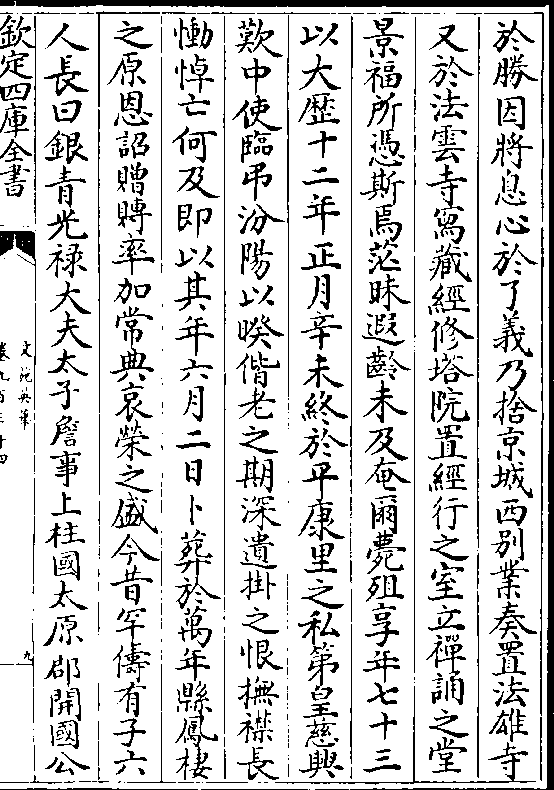 於勝因將息心於了義乃捨京城西別業奏置法雄寺
又於法雲寺寫藏經修塔院置經行之室立禪誦之堂
景福所憑斯焉茫昧遐齡未及奄爾薨殂享年七十三
以大歴十二年正月辛未終於平康里之私第皇慈興
歎中使臨弔汾陽以暌偕老之期深遺掛之恨撫襟長
慟悼亡何及即以其年六月二日卜葬於萬年縣鳳棲
之原恩詔贈賻率加常典哀榮之盛今昔罕儔有子六
人長曰銀青光禄大夫太子詹事上柱國太原郡開國公
欽定四庫全書
文苑英華
卷九百三十四
九